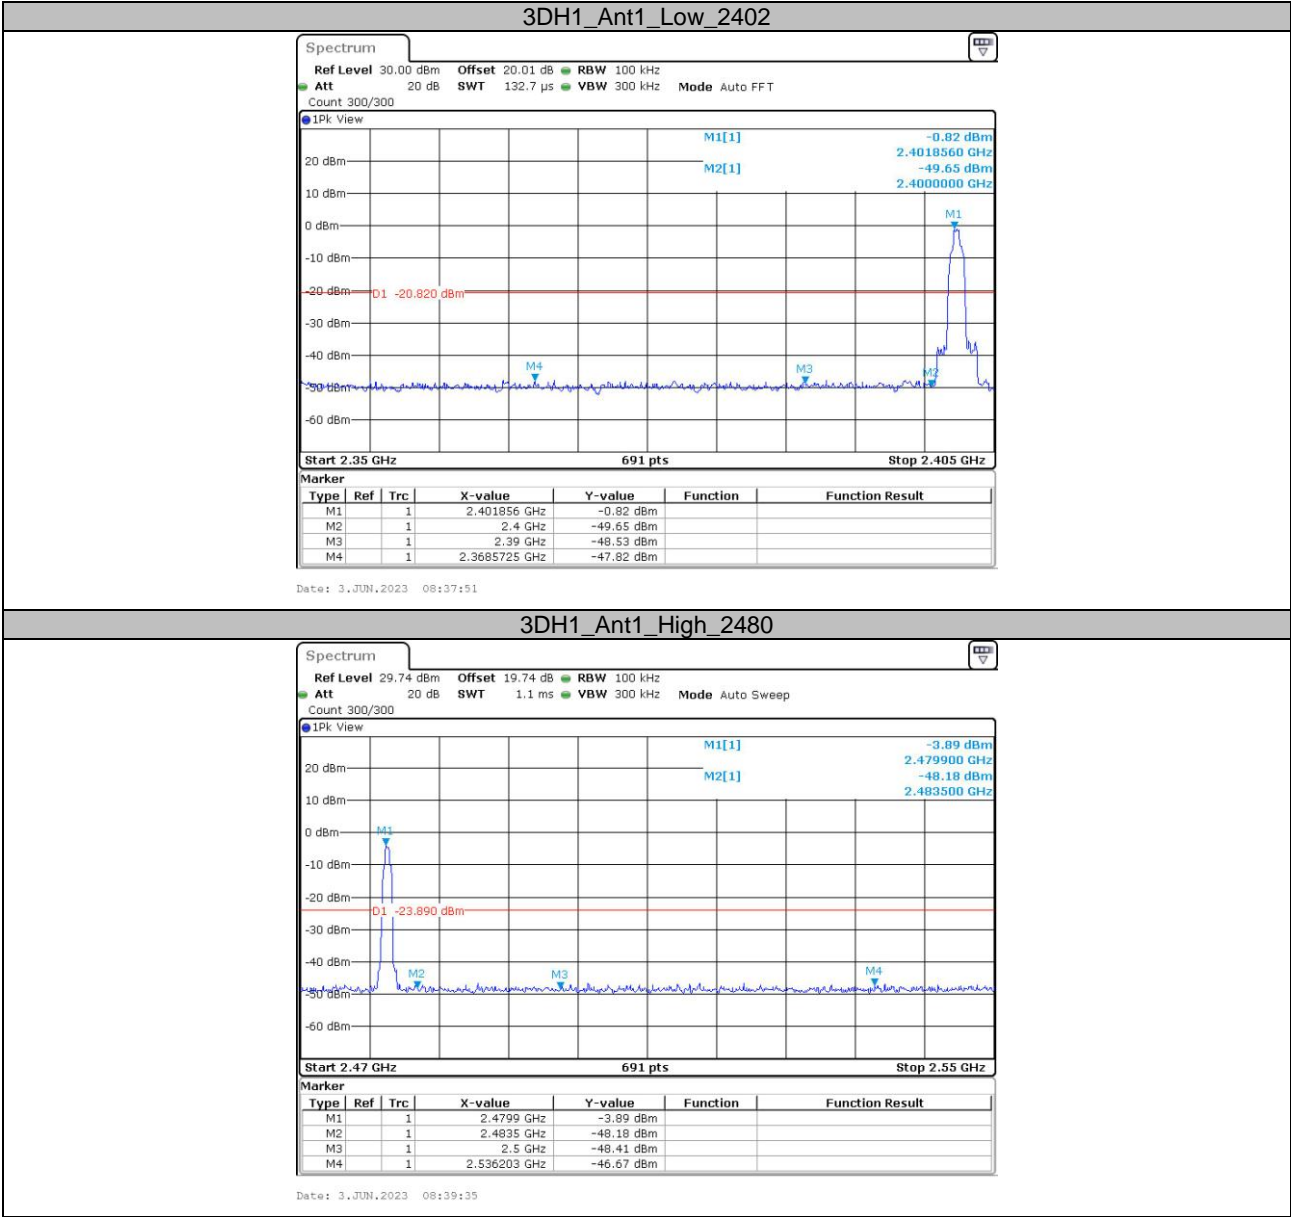 3DH1_Ant1_Low_2402
Spectrum
Ref Level 30.00 dBm Offset 20.01 dB RBW 100 kHz
Att 20 dB SWT 132.7 µs VBW 300 kHz Mode Auto FFT
Count 300/300
1Pk View
M1[1] -0.82 dBm
2.4018560 GHz
20 dBm
M2[1] -49.65 dBm
2.4000000 GHz
10 dBm
M1
0 dBm
-10 dBm
-20 dBm
D1 -20.820 dBm
-30 dBm
-40 dBm
M4 M3 M2
-50 dBm
-60 dBm
Start 2.35 GHz 691 pts Stop 2.405 GHz
Marker
Type Ref Trc X-value Y-value Function Function Result
M1 1 2.401856 GHz -0.82 dBm
M2 1 2.4 GHz -49.65 dBm
M3 1 2.39 GHz -48.53 dBm
M4 1 2.3685725 GHz -47.82 dBm
Date: 3.JUN.2023 08:37:51
3DH1_Ant1_High_2480
Spectrum
Ref Level 29.74 dBm Offset 19.74 dB RBW 100 kHz
Att 20 dB SWT 1.1 ms VBW 300 kHz Mode Auto Sweep
Count 300/300
1Pk View
M1[1] -3.89 dBm
2.479900 GHz
20 dBm
M2[1] -48.18 dBm
2.483500 GHz
10 dBm
0 dBm
M1
-10 dBm
-20 dBm
D1 -23.890 dBm
-30 dBm
-40 dBm
M2 M3 M4
-50 dBm
-60 dBm
Start 2.47 GHz 691 pts Stop 2.55 GHz
Marker
Type Ref Trc X-value Y-value Function Function Result
M1 1 2.4799 GHz -3.89 dBm
M2 1 2.4835 GHz -48.18 dBm
M3 1 2.5 GHz -48.41 dBm
M4 1 2.536203 GHz -46.67 dBm
Date: 3.JUN.2023 08:39:35